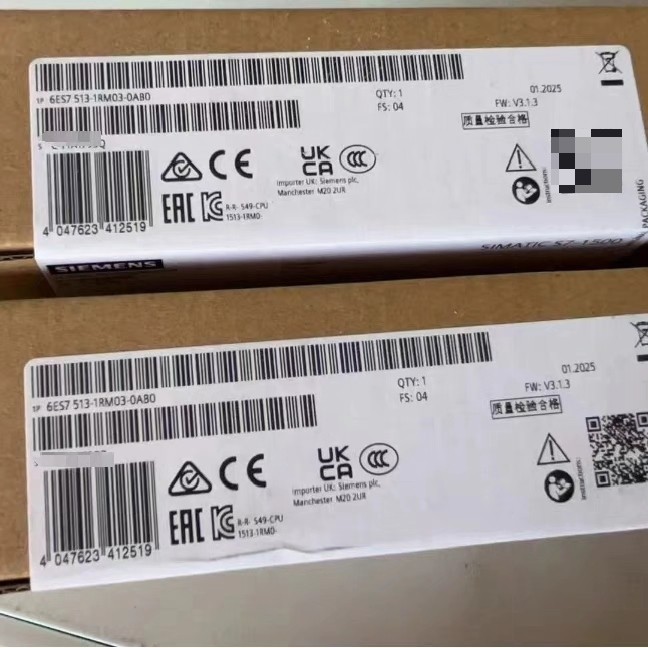 1P 6ES7 513-1RM03-0AB0
QTY: 1
FS: 04
01.2025
FW: V3.1.3
质量检验合格
UK
CA
CE
CCC
Importer UK: Siemens plc,
Manchester M20 2UR
Instructions:
EAC
R-R- S49-CPU
1513-1RM0-
4 047623 412519
PACKAGING
SIEMENS
SIMATIC S7-1500
1P 6ES7 513-1RM03-0AB0
QTY: 1
FS: 04
01.2025
FW: V3.1.3
质量检验合格
UK
CA
CE
CCC
Importer UK: Siemens plc,
Manchester M20 2UR
Instructions:
EAC
R-R- S49-CPU
1513-1RM0-
4 047623 412519